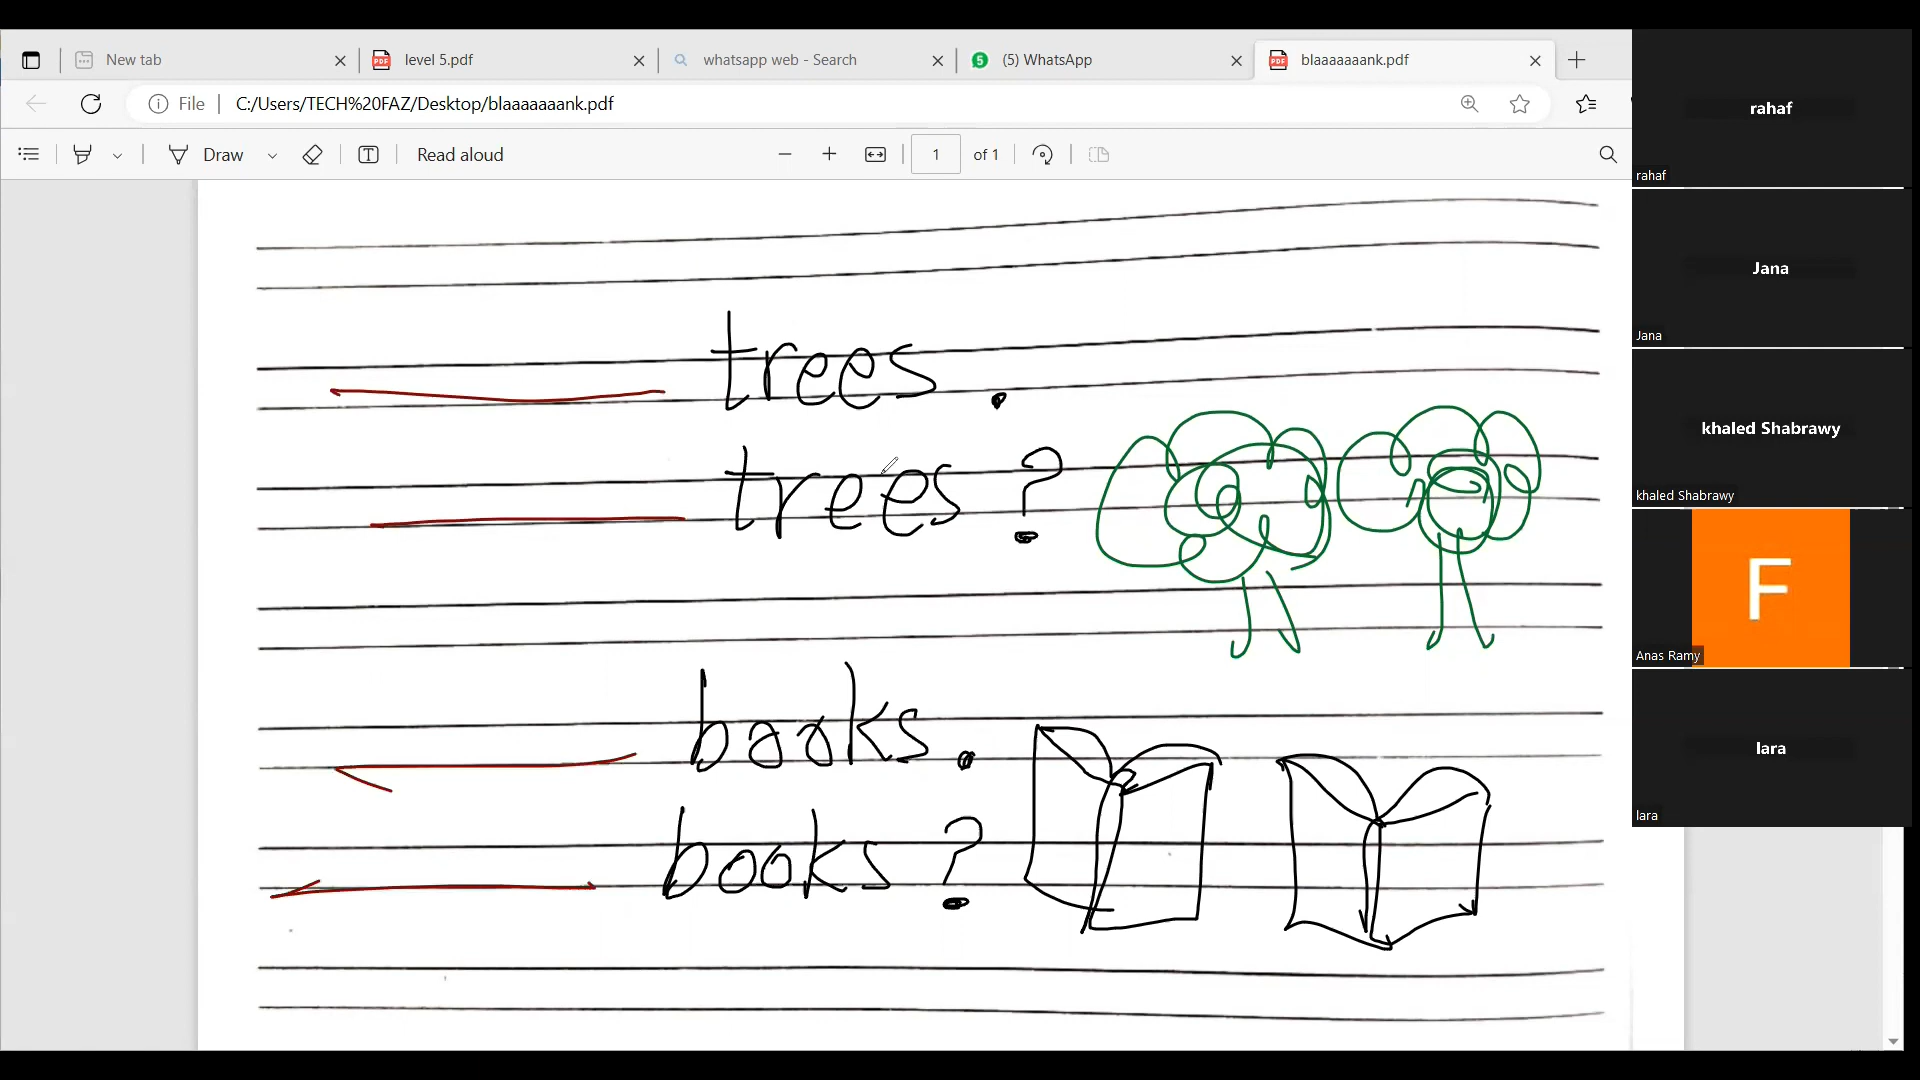 New tab
level 5.pdf
whatsapp web - Search
5 (5) WhatsApp
blaaaaaaank.pdf
File C:/Users/TECH%20FAZ/Desktop/blaaaaaaank.pdf
Draw
Read aloud
1 of 1
trees.
trees ?
books.
books ?
rahaf
rahaf
Jana
Jana
khaled Shabrawy
khaled Shabrawy
F
Anas Ramy
lara
lara